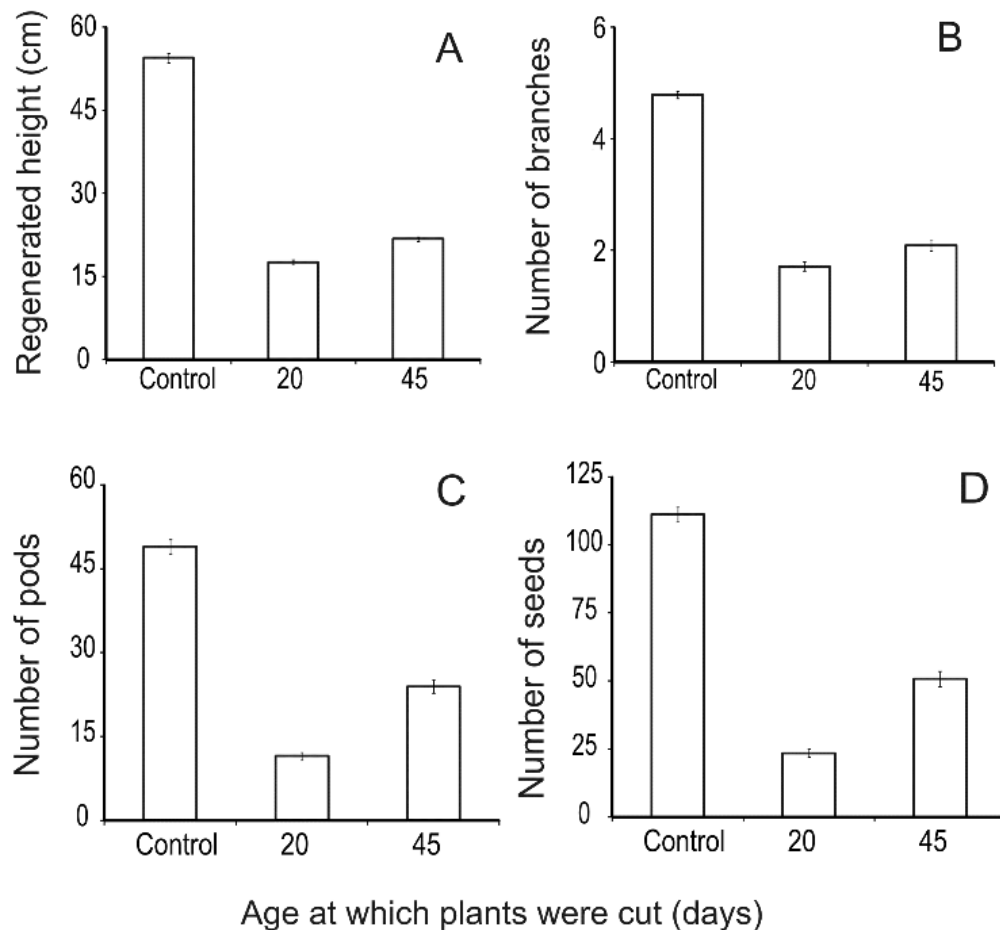 A
Regenerated height (cm)
60
45
30
15
0
Control 20 45
B
Number of branches
6
4
2
0
Control 20 45
C
Number of pods
60
45
30
15
0
Control 20 45
D
Number of seeds
125
100
75
50
25
0
Control 20 45
Age at which plants were cut (days)